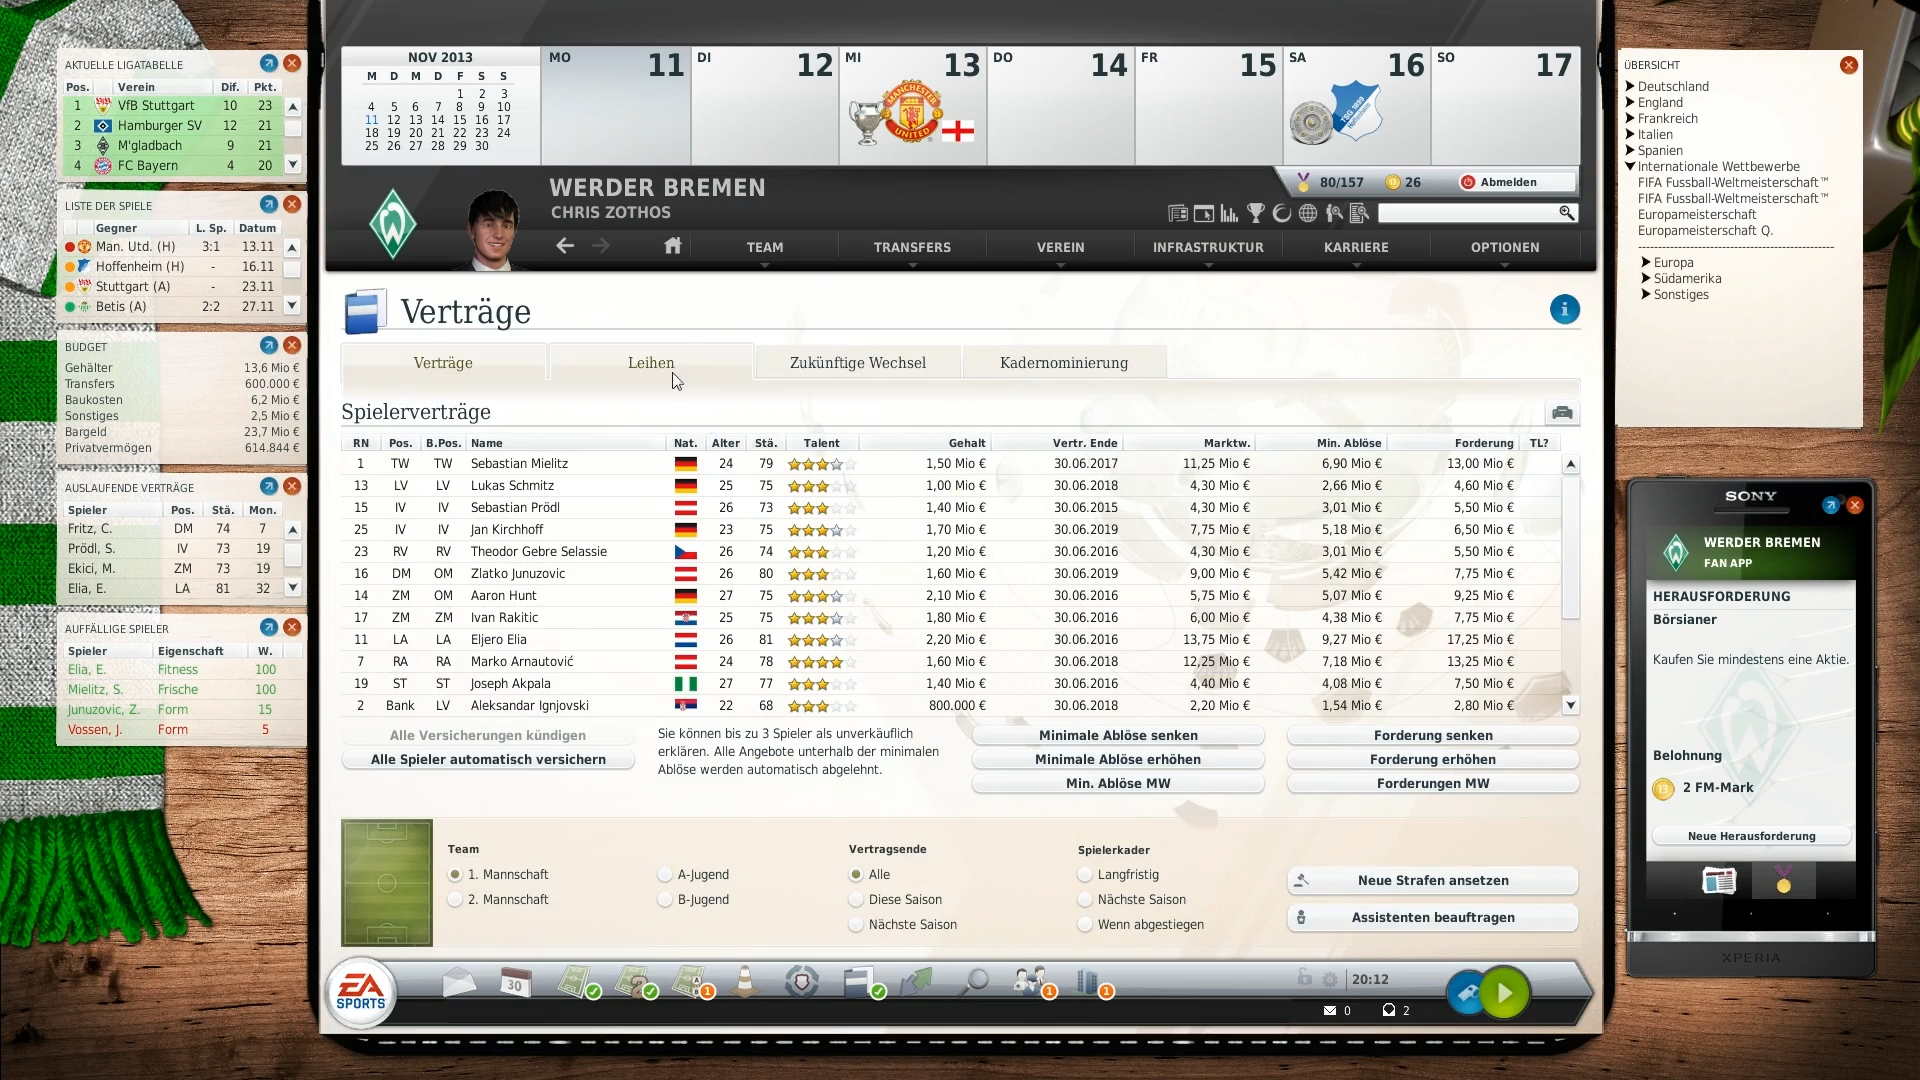 AKTUELLE LIGATABELLE
Pos. Verein Dif. Pkt.
1 VfB Stuttgart 10 23
2 Hamburger SV 12 21
3 M'gladbach 9 21
4 FC Bayern 4 20
LISTE DER SPIELE
Gegner L. Sp. Datum
Man. Utd. (H) 3:1 13.11
Hoffenheim (H) - 16.11
Stuttgart (A) - 23.11
Betis (A) 2:2 27.11
BUDGET
Gehälter 13,6 Mio €
Transfers 600.000 €
Baukosten 6,2 Mio €
Sonstiges 2,5 Mio €
Bargeld 23,7 Mio €
Privatvermögen 614.844 €
AUSLAUFENDE VERTRÄGE
Spieler Pos. Stä. Mon.
Fritz, C. DM 74 7
Prödl, S. IV 73 19
Ekici, M. ZM 73 19
Elia, E. LA 81 32
AUFFÄLLIGE SPIELER
Spieler Eigenschaft W.
Elia, E. Fitness 100
Mielitz, S. Frische 100
Junuzovic, Z. Form 15
Vossen, J. Form 5
NOV 2013
M D M D F S S
1 2 3
4 5 6 7 8 9 10
11 12 13 14 15 16 17
18 19 20 21 22 23 24
25 26 27 28 29 30
MO 11 DI 12 MI 13 DO 14 FR 15 SA 16 SO 17
MANCHESTER UNITED
TSG 1899 Hoffenheim
WERDER BREMEN
CHRIS ZOTHOS
80/157 26 Abmelden
TEAM TRANSFERS VEREIN INFRASTRUKTUR KARRIERE OPTIONEN
Verträge
Verträge Leihen Zukünftige Wechsel Kadernominierung
Spielerverträge
RN Pos. B.Pos. Name Nat. Alter Stä. Talent Gehalt Vertr. Ende Marktw. Min. Ablöse Forderung TL?
1 TW TW Sebastian Mielitz 24 79 1,50 Mio € 30.06.2017 11,25 Mio € 6,90 Mio € 13,00 Mio €
13 LV LV Lukas Schmitz 25 75 1,00 Mio € 30.06.2018 4,30 Mio € 2,66 Mio € 4,60 Mio €
15 IV IV Sebastian Prödl 26 73 1,40 Mio € 30.06.2015 4,30 Mio € 3,01 Mio € 5,50 Mio €
25 IV IV Jan Kirchhoff 23 75 1,70 Mio € 30.06.2019 7,75 Mio € 5,18 Mio € 6,50 Mio €
23 RV RV Theodor Gebre Selassie 26 74 1,20 Mio € 30.06.2016 4,30 Mio € 3,01 Mio € 5,50 Mio €
16 DM OM Zlatko Junuzovic 26 80 1,60 Mio € 30.06.2019 9,00 Mio € 5,42 Mio € 7,75 Mio €
14 ZM OM Aaron Hunt 27 75 2,10 Mio € 30.06.2016 5,75 Mio € 5,07 Mio € 9,25 Mio €
17 ZM ZM Ivan Rakitic 25 75 1,80 Mio € 30.06.2016 6,00 Mio € 4,38 Mio € 7,75 Mio €
11 LA LA Eljero Elia 26 81 2,20 Mio € 30.06.2016 13,75 Mio € 9,27 Mio € 17,25 Mio €
7 RA RA Marko Arnautović 24 78 1,60 Mio € 30.06.2018 12,25 Mio € 7,18 Mio € 13,25 Mio €
19 ST ST Joseph Akpala 27 77 1,40 Mio € 30.06.2016 4,40 Mio € 4,08 Mio € 7,50 Mio €
2 Bank LV Aleksandar Ignjovski 22 68 800.000 € 30.06.2018 2,20 Mio € 1,54 Mio € 2,80 Mio €
Alle Versicherungen kündigen
Alle Spieler automatisch versichern
Sie können bis zu 3 Spieler als unverkäuflich
erklären. Alle Angebote unterhalb der minimalen
Ablöse werden automatisch abgelehnt.
Minimale Ablöse senken Forderung senken
Minimale Ablöse erhöhen Forderung erhöhen
Min. Ablöse MW Forderungen MW
Team Vertragsende Spielerkader
1. Mannschaft A-Jugend Alle Langfristig
2. Mannschaft B-Jugend Diese Saison Nächste Saison
Nächste Saison Wenn abgestiegen
Neue Strafen ansetzen
Assistenten beauftragen
EA SPORTS
30 1 1 1
20:12
0 2
ÜBERSICHT
Deutschland
England
Frankreich
Italien
Spanien
Internationale Wettbewerbe
FIFA Fussball-Weltmeisterschaft™
FIFA Fussball-Weltmeisterschaft™
Europameisterschaft
Europameisterschaft Q.
Europa
Südamerika
Sonstiges
SONY
WERDER BREMEN
FAN APP
HERAUSFORDERUNG
Börsianer
Kaufen Sie mindestens eine Aktie.
Belohnung
13 2 FM-Mark
Neue Herausforderung
XPERIA